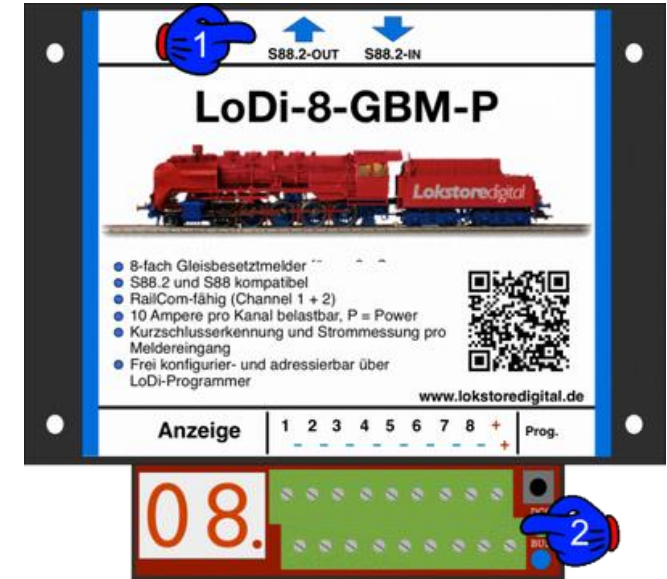 1
S88.2-OUT S88.2-IN
LoDi-8-GBM-P
Lokstoredigital
8-fach Gleisbesetztmelder
S88.2 und S88 kompatibel
RailCom-fähig (Channel 1 + 2)
10 Ampere pro Kanal belastbar, P = Power
Kurzschlusserkennung und Strommessung pro
Meldereingang
Frei konfigurier- und adressierbar über
LoDi-Programmer
www.lokstoredigital.de
Anzeige 1 2 3 4 5 6 7 8 + Prog.
- - - - - - - - +
08.
2